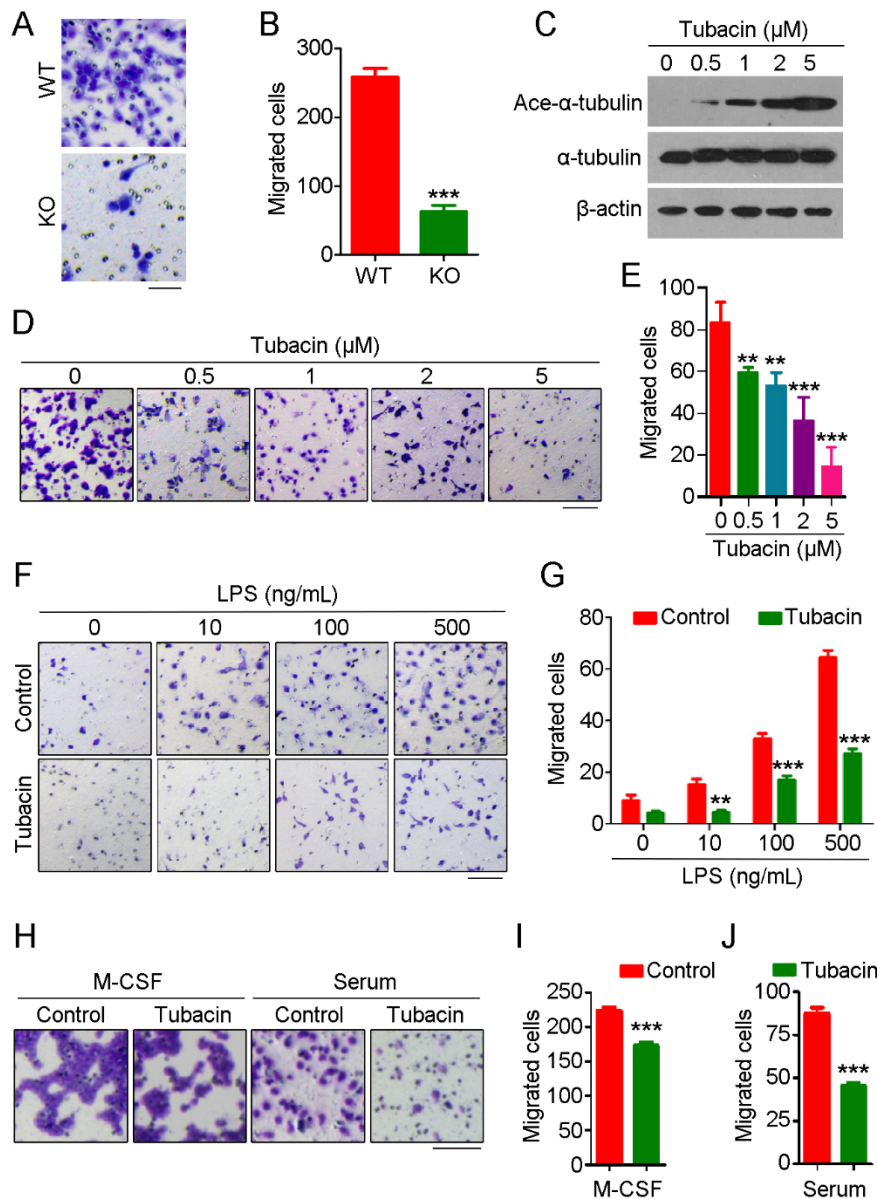 A
WT
KO
B
Migrated cells
300
200
100
0
***
WT KO
C
Tubacin (µM)
0 0.5 1 2 5
Ace-α-tubulin
α-tubulin
β-actin
D
Tubacin (µM)
0 0.5 1 2 5
E
Migrated cells
100
80
60
40
20
0
** ** *** ***
0 0.5 1 2 5
Tubacin (µM)
F
LPS (ng/mL)
0 10 100 500
Control
Tubacin
G
Control Tubacin
Migrated cells
80
60
40
20
0
** *** ***
0 10 100 500
LPS (ng/mL)
H
M-CSF Serum
Control Tubacin Control Tubacin
I J
Control Tubacin
Migrated cells
250
200
150
100
50
0
***
M-CSF
Migrated cells
100
75
50
25
0
***
Serum